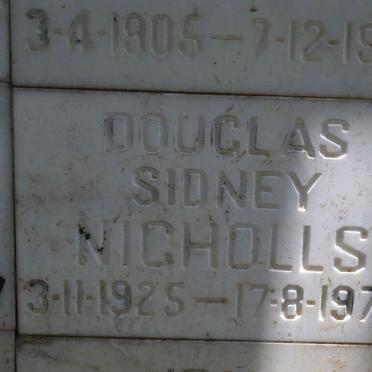 3-4-1905—7-12-19
DOUGLAS
SIDNEY
NICHOLLS
3·11·1925—17·8·197